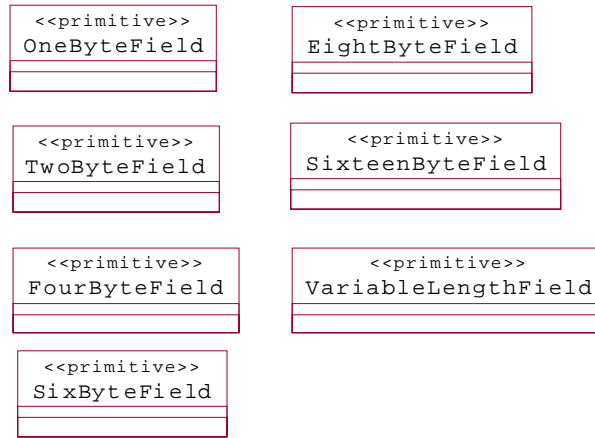 <<primitive>>
OneByteField
<<primitive>>
EightByteField
<<primitive>>
TwoByteField
<<primitive>>
SixteenByteField
<<primitive>>
FourByteField
<<primitive>>
VariableLengthField
<<primitive>>
SixByteField